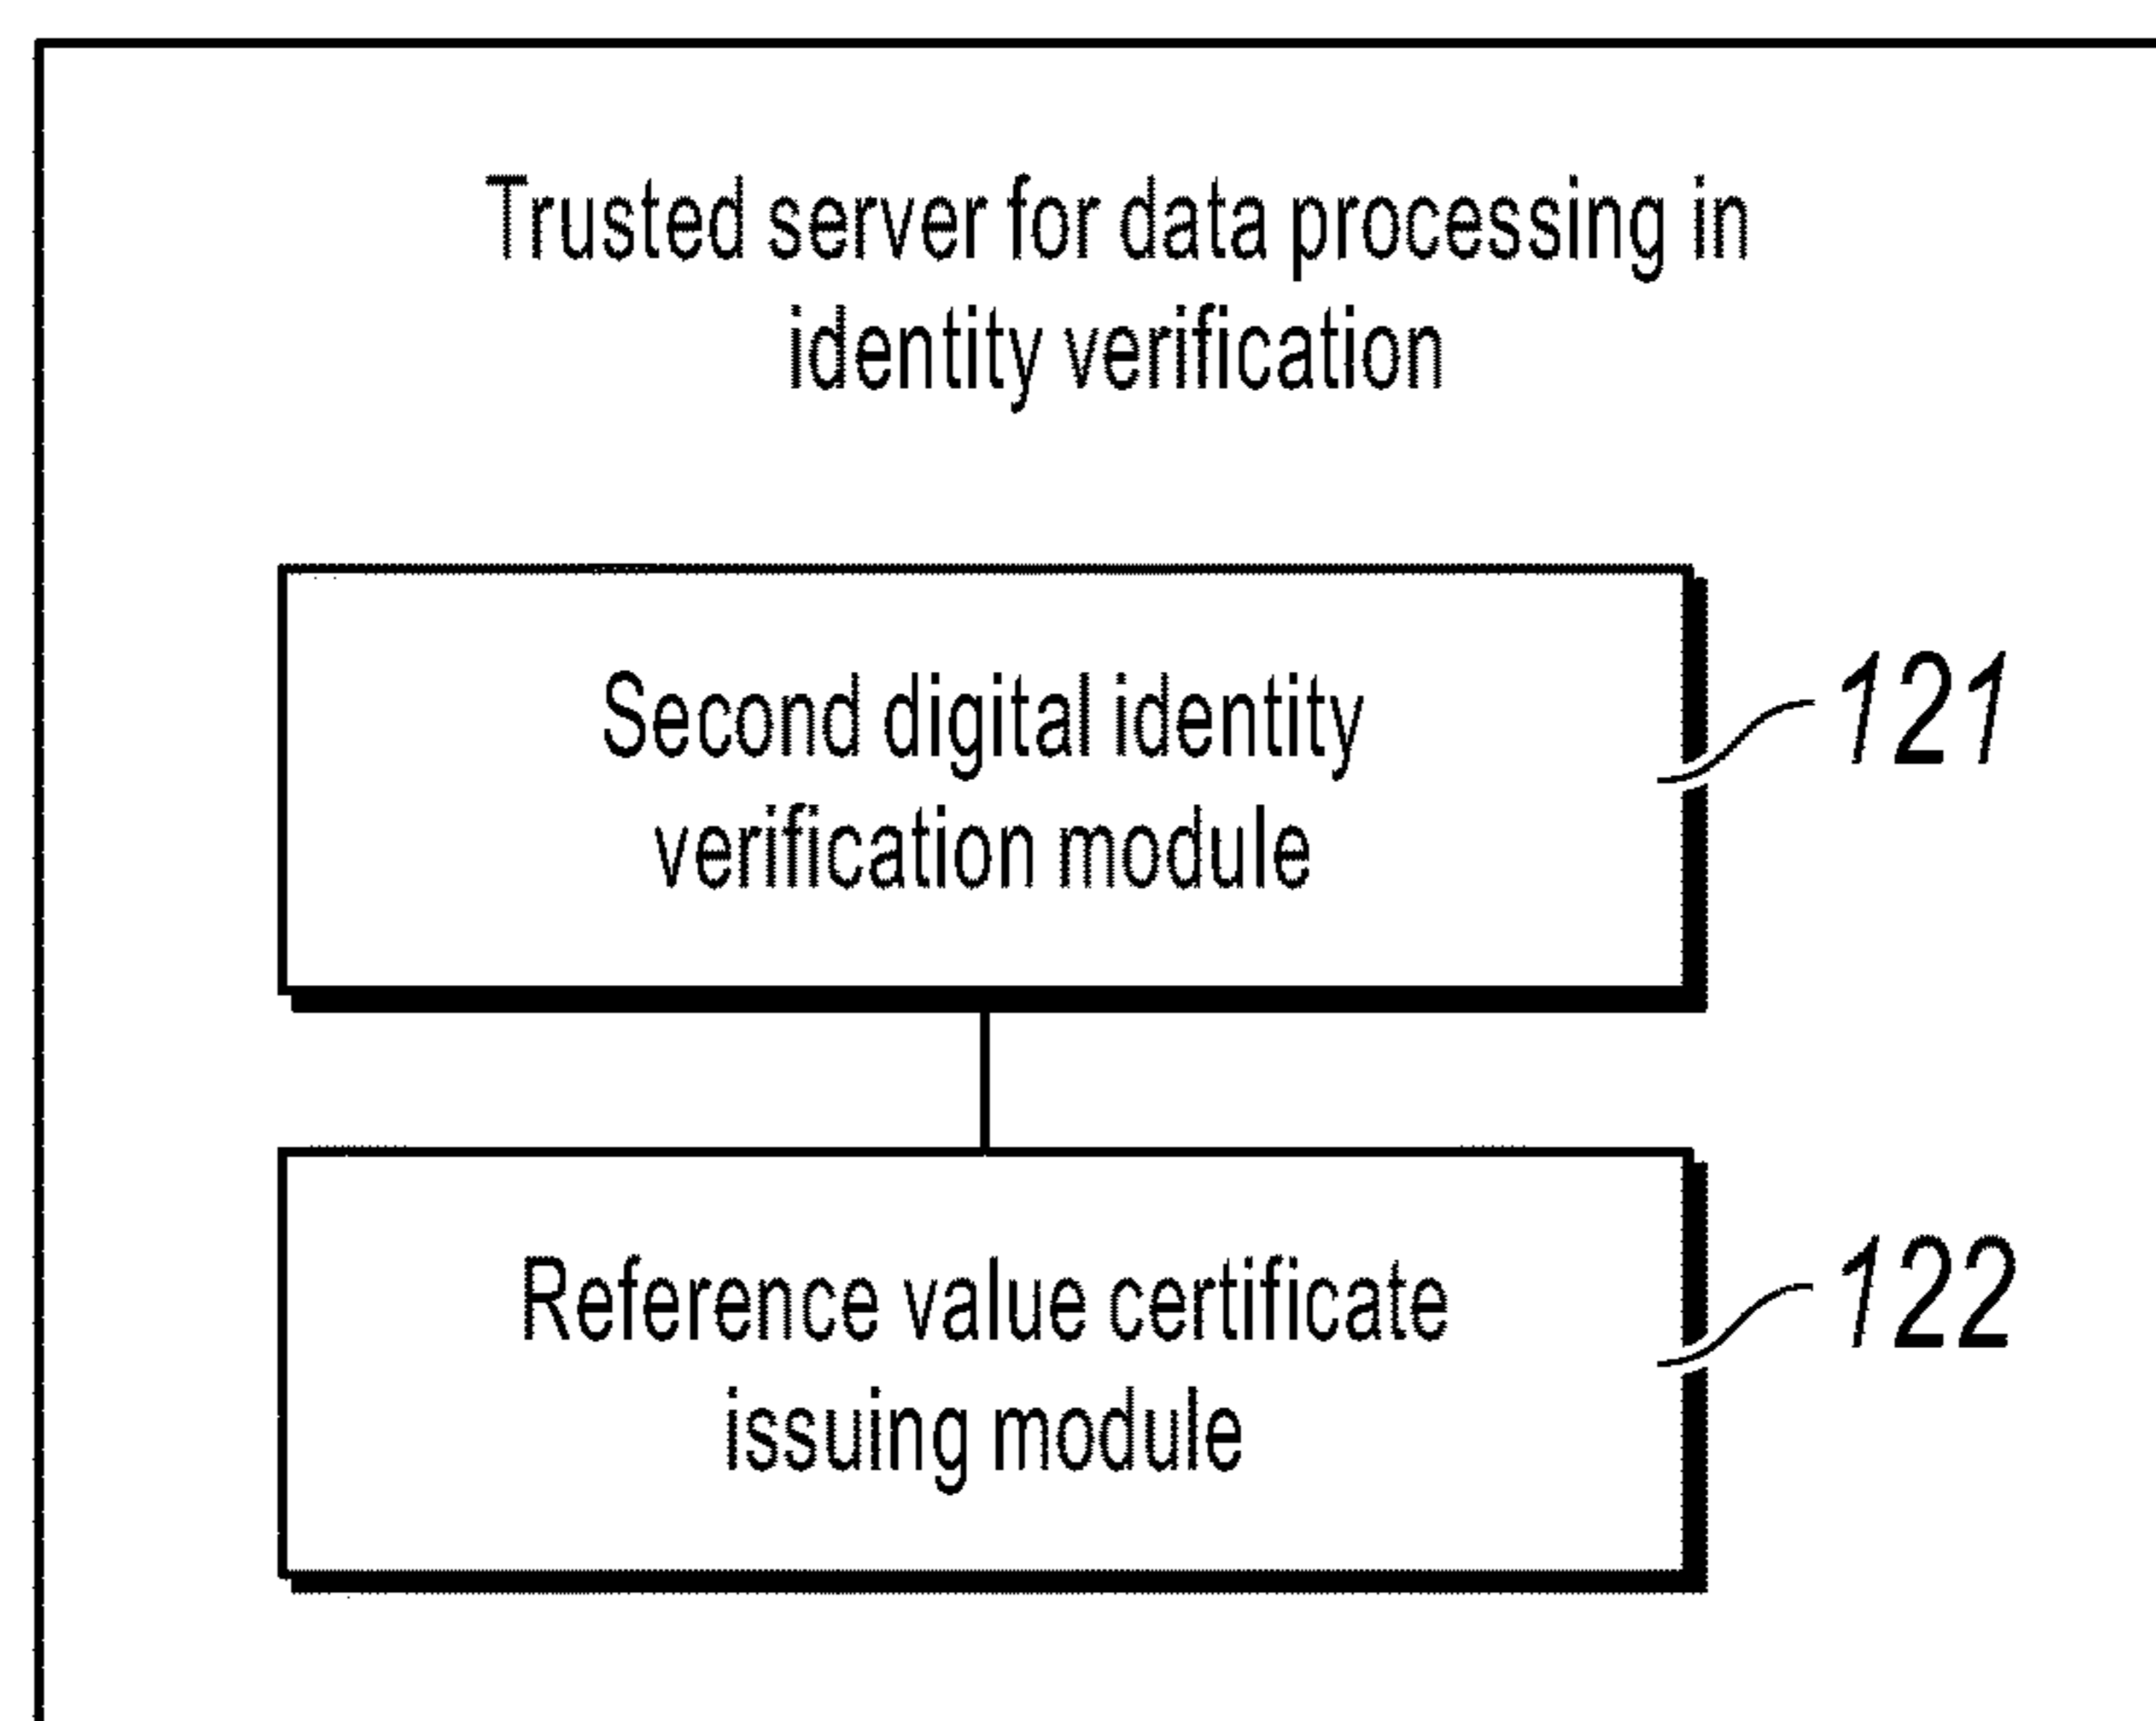 Trusted server for data processing in
identity verification
Second digital identity
verification module
121
Reference value certificate
issuing module
122